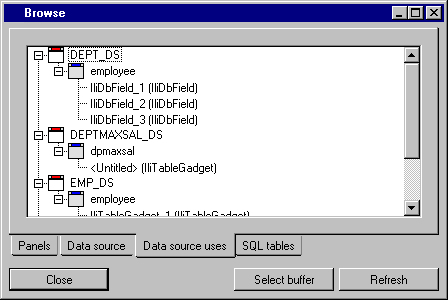 Browse
DEPT_DS
employee
IliDbField_1 (IliDbField)
IliDbField_2 (IliDbField)
IliDbField_3 (IliDbField)
DEPTMAXSAL_DS
dpmaxsal
<Untitled> (IliTableGadget)
EMP_DS
employee
IliTableGadget_1 (IliTableGadget)
Panels Data source Data source uses SQL tables
Close Select buffer Refresh